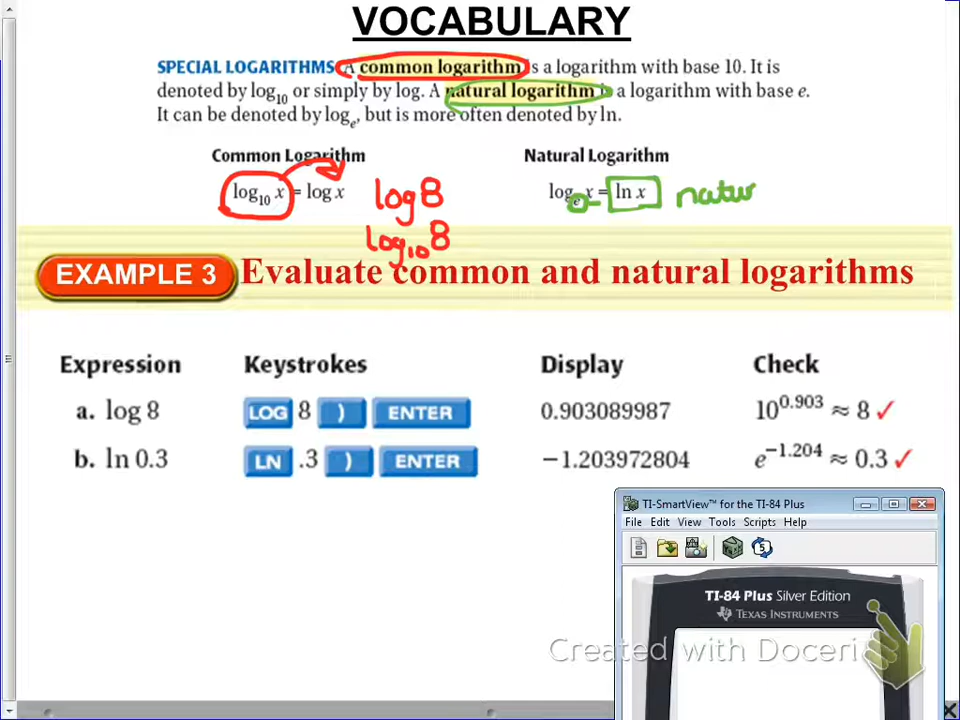 VOCABULARY
SPECIAL LOGARITHMS A common logarithm is a logarithm with base 10. It is
denoted by log₁₀ or simply by log. A natural logarithm is a logarithm with base e.
It can be denoted by logₑ, but is more often denoted by ln.
Common Logarithm
Natural Logarithm
log₁₀ x = log x
log 8
logₑ x = ln x
natur
log₁₀ 8
EXAMPLE 3 Evaluate common and natural logarithms
Expression Keystrokes Display Check
a. log 8 LOG 8 ) ENTER 0.903089987 10^0.903 ≈ 8 ✓
b. ln 0.3 LN .3 ) ENTER −1.203972804 e^−1.204 ≈ 0.3 ✓
TI-SmartView™ for the TI-84 Plus
File Edit View Tools Scripts Help
5
TI-84 Plus Silver Edition
TEXAS INSTRUMENTS
Created with Doceri